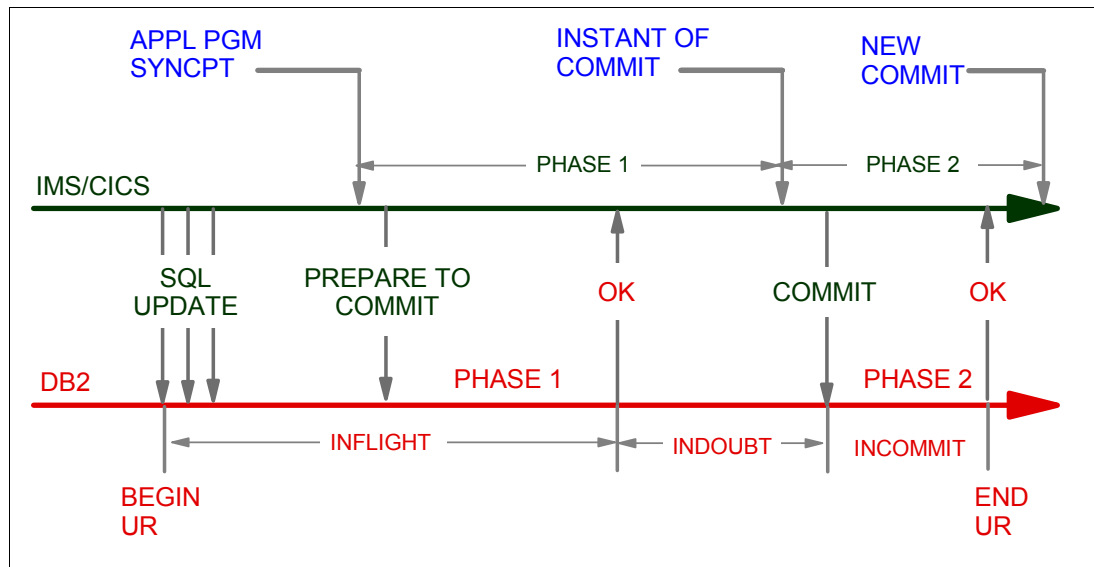 APPL PGM
SYNCPT
INSTANT OF
COMMIT
NEW
COMMIT
PHASE 1
PHASE 2
IMS/CICS
SQL
UPDATE
PREPARE TO
COMMIT
OK
COMMIT
OK
DB2
PHASE 1
PHASE 2
INFLIGHT
INDOUBT
INCOMMIT
BEGIN
UR
END
UR